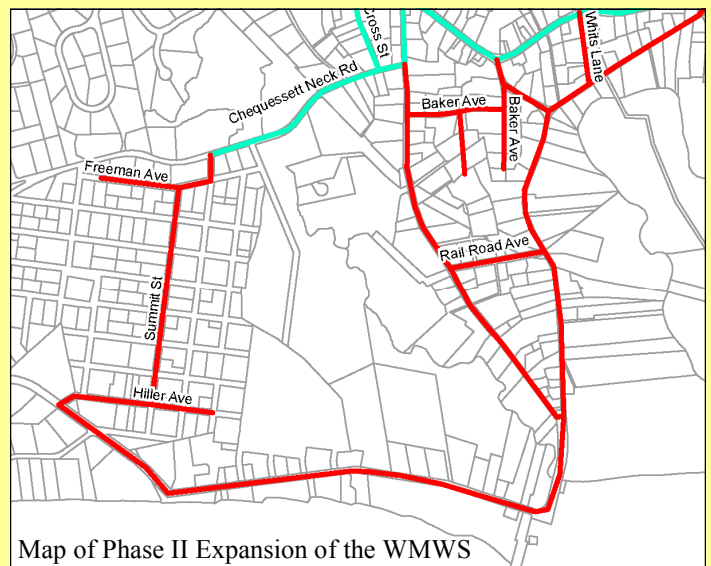 Cross St
Whits Lane
Chequessett Neck Rd
Baker Ave
Baker Ave
Freeman Ave
Rail Road Ave
Summit St
Hiller Ave
Map of Phase II Expansion of the WMWS